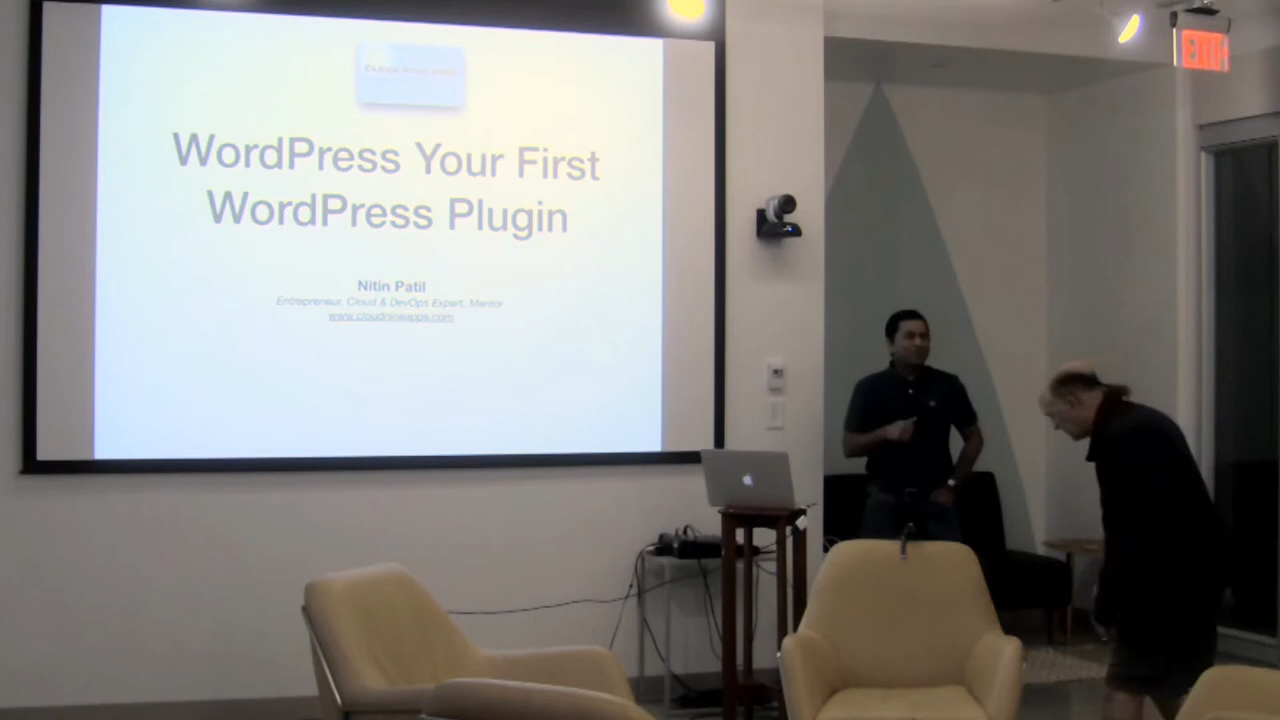 WordPress Your First
WordPress Plugin
Nitin Patil
Entrepreneur, Cloud & DevOps Expert, Mentor
www.cloudnineapps.com
EXIT